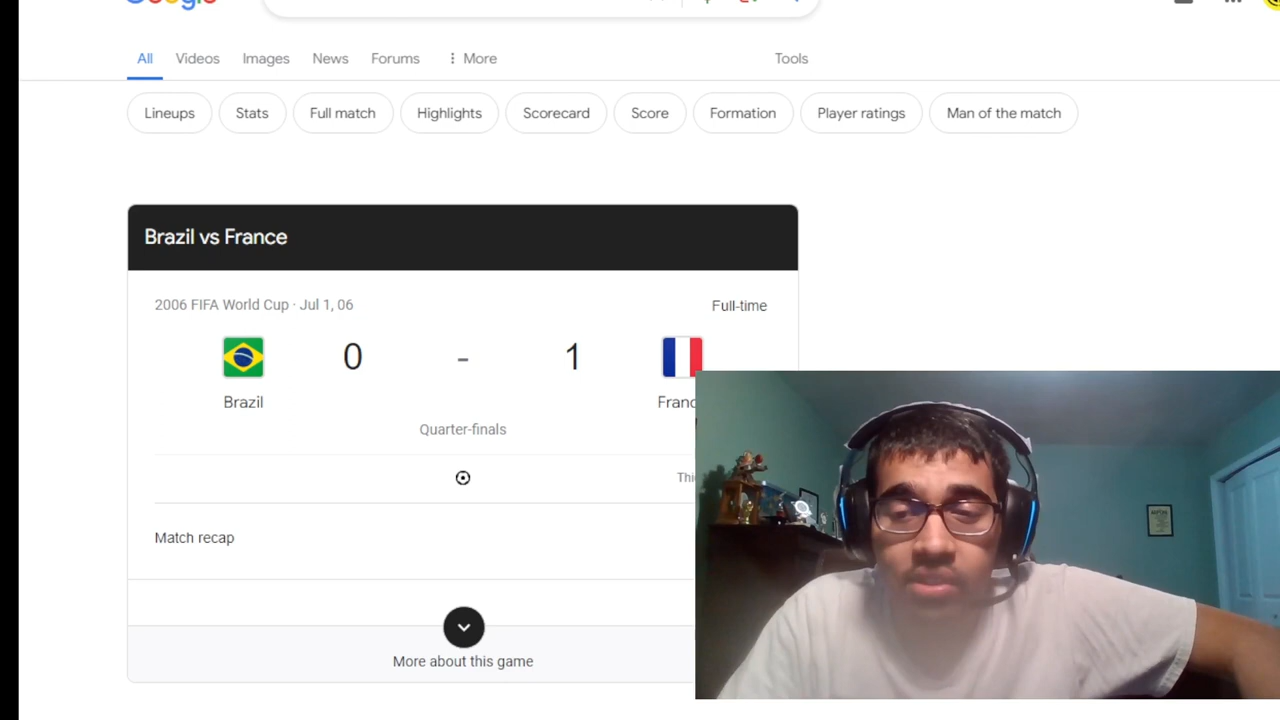 Google
All Videos Images News Forums More Tools
Lineups Stats Full match Highlights Scorecard Score Formation Player ratings Man of the match
Brazil vs France
2006 FIFA World Cup · Jul 1, 06 Full-time
0 - 1
Brazil
Quarter-finals
Match recap
More about this game